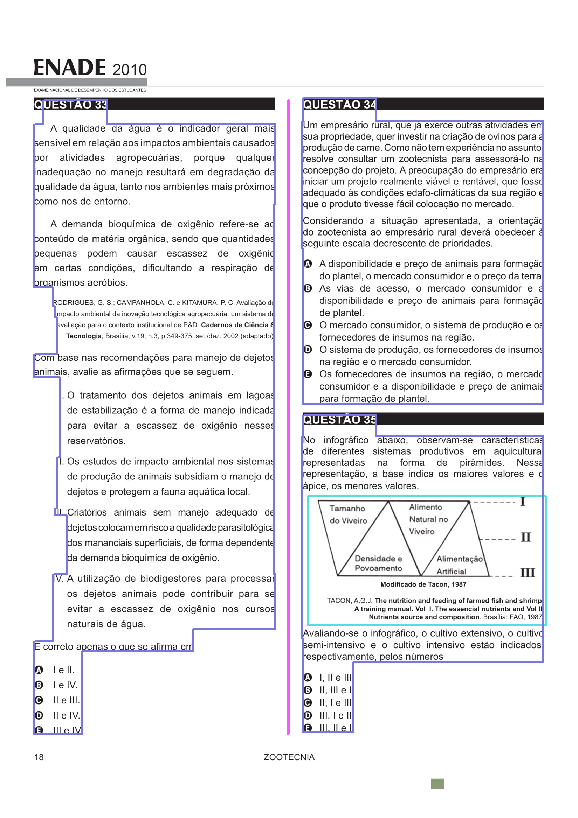 ENADE 2010
EXAME NACIONAL DE DESEMPENHO DOS ESTUDANTES
QUESTÃO 33
A qualidade da água é o indicador geral mais
sensível em relação aos impactos ambientais causados
por atividades agropecuárias, porque qualquer
inadequação no manejo resultará em degradação da
qualidade da água, tanto nos ambientes mais próximos
como nos de entorno.
A demanda bioquímica de oxigênio refere-se ao
conteúdo de matéria orgânica, sendo que quantidades
pequenas podem causar escassez de oxigênio
em certas condições, dificultando a respiração de
organismos aeróbios.
RODRIGUES, G. S.; CAMPANHOLA, C. e KITAMURA, P. C. Avaliação de
impacto ambiental da inovação tecnológica agropecuária: um sistema de
avaliação para o contexto institucional de P&D. Cadernos de Ciência &
Tecnologia, Brasília, v.19, n.3, p.349-375, set./dez. 2002 (adaptado).
Com base nas recomendações para manejo de dejetos
animais, avalie as afirmações que se seguem.
I. O tratamento dos dejetos animais em lagoas
de estabilização é a forma de manejo indicada
para evitar a escassez de oxigênio nesses
reservatórios.
II. Os estudos de impacto ambiental nos sistemas
de produção de animais subsidiam o manejo de
dejetos e protegem a fauna aquática local.
III. Criatórios animais sem manejo adequado de
dejetos colocam em risco a qualidade parasitológica
dos mananciais superficiais, de forma dependente
da demanda bioquímica de oxigênio.
IV. A utilização de biodigestores para processar
os dejetos animais pode contribuir para se
evitar a escassez de oxigênio nos cursos
naturais de água.
É correto apenas o que se afirma em
A I e II.
B I e IV.
C II e III.
D II e IV.
E III e IV.
QUESTÃO 34
Um empresário rural, que já exerce outras atividades em
sua propriedade, quer investir na criação de ovinos para a
produção de carne. Como não tem experiência no assunto,
resolve consultar um zootecnista para assessorá-lo na
concepção do projeto. A preocupação do empresário era
iniciar um projeto realmente viável e rentável, que fosse
adequado às condições edafo-climáticas da sua região e
que o produto tivesse fácil colocação no mercado.
Considerando a situação apresentada, a orientação
do zootecnista ao empresário rural deverá obedecer à
seguinte escala decrescente de prioridades.
A A disponibilidade e preço de animais para formação
do plantel, o mercado consumidor e o preço da terra.
B As vias de acesso, o mercado consumidor e a
disponibilidade e preço de animais para formação
de plantel.
C O mercado consumidor, o sistema de produção e os
fornecedores de insumos na região.
D O sistema de produção, os fornecedores de insumos
na região e o mercado consumidor.
E Os fornecedores de insumos na região, o mercado
consumidor e a disponibilidade e preço de animais
para formação de plantel.
QUESTÃO 35
No infográfico abaixo, observam-se características
de diferentes sistemas produtivos em aquicultura,
representadas na forma de pirâmides. Nessa
representação, a base indica os maiores valores e o
ápice, os menores valores.
Tamanho
do Viveiro
Alimento
Natural no
Viveiro
Densidade e
Povoamento
Alimentação
Artificial
I
II
III
Modificado de Tacon, 1987
TACON, A.G.J. The nutrition and feeding of farmed fish and shrimp.
A training manual. Vol I. The essencial nutrients and Vol II
Nutrients source and composition. Brasília: FAO, 1987.
Avaliando-se o infográfico, o cultivo extensivo, o cultivo
semi-intensivo e o cultivo intensivo estão indicados,
respectivamente, pelos números
A I, II e III
B II, III e I
C II, I e III
D III, I e II
E III, II e I
18
ZOOTECNIA